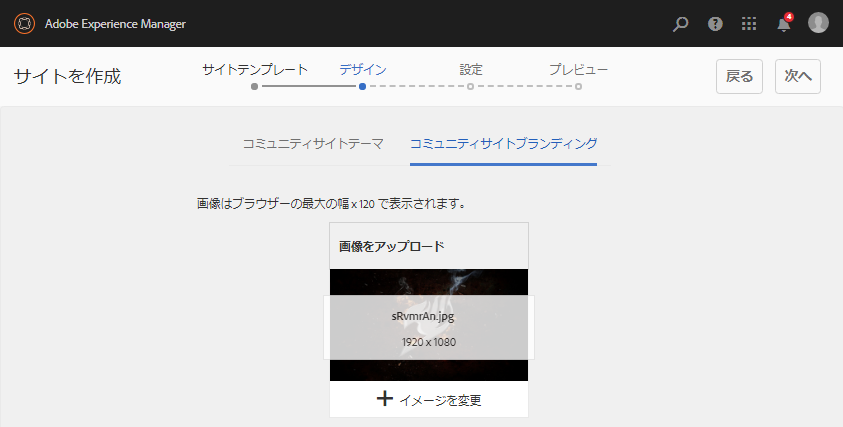 Adobe Experience Manager
4
サイトを作成
サイトテンプレート デザイン 設定 プレビュー
戻る 次へ
コミュニティサイトテーマ コミュニティサイトブランディング
画像はブラウザーの最大の幅 x 120 で表示されます。
画像をアップロード
sRvmrAn.jpg
1920 x 1080
イメージを変更